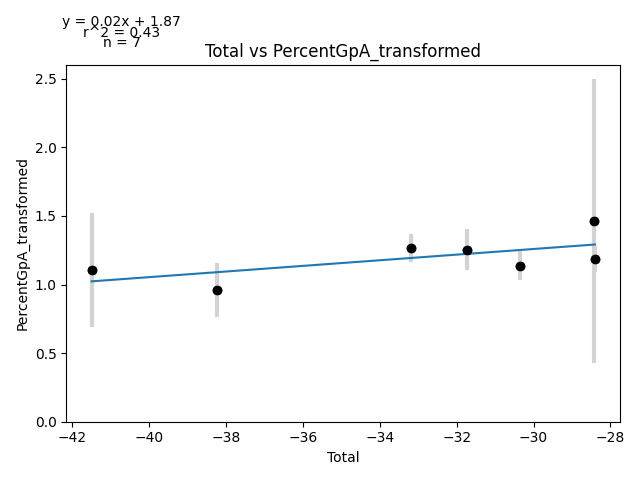 y = 0.02x + 1.87
r^2 = 0.43
n = 7
Total vs PercentGpA_transformed
PercentGpA_transformed
2.5
2.0
1.5
1.0
0.5
0.0
−42 −40 −38 −36 −34 −32 −30 −28
Total